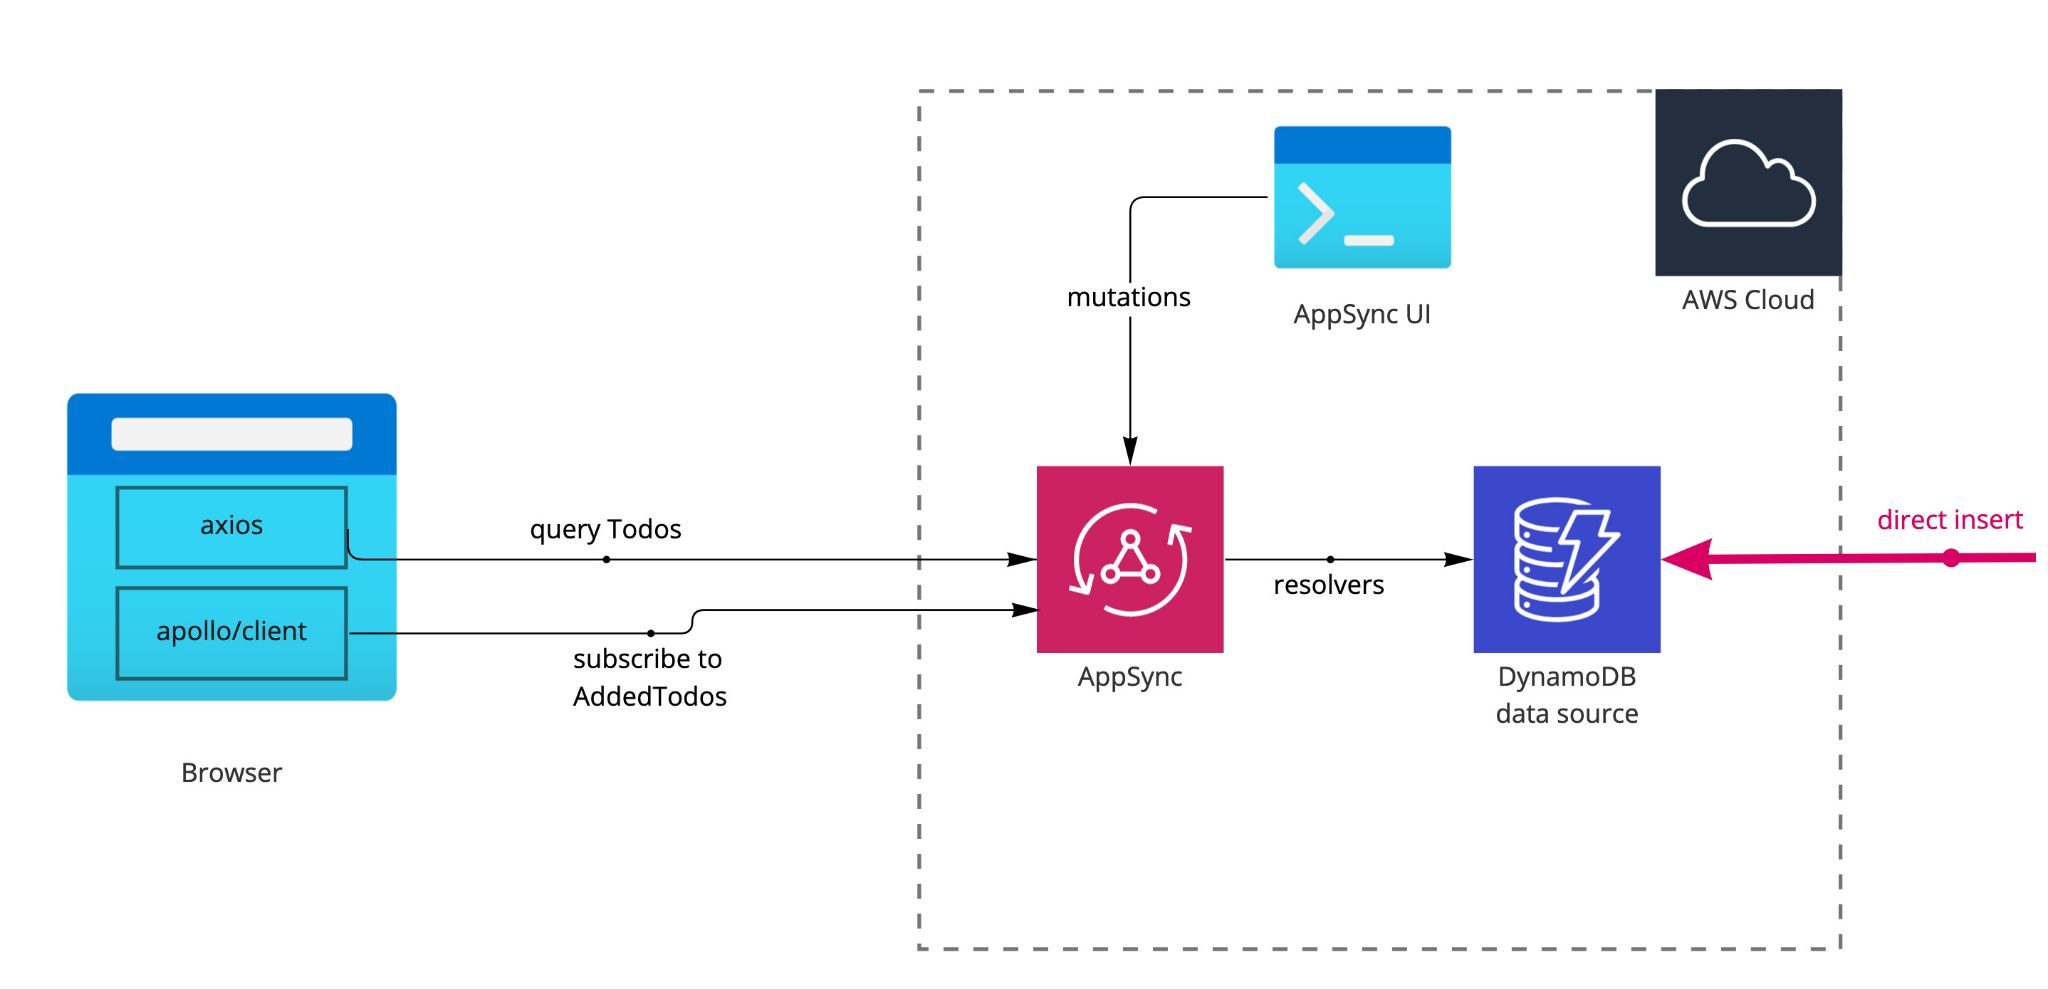 AWS Cloud
AppSync UI
mutations
axios
query Todos
apollo/client
subscribe to
AddedTodos
Browser
AppSync
resolvers
DynamoDB
data source
direct insert